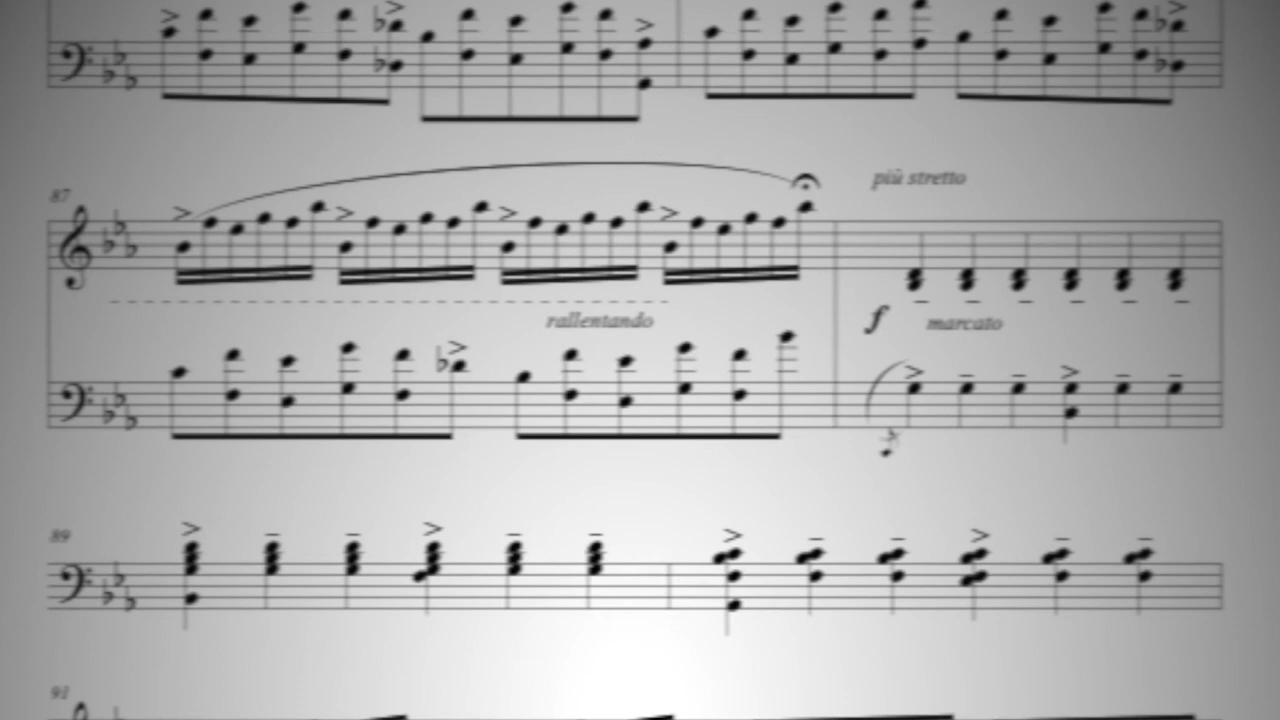 87
più stretto
rallentando
f marcato
89
91